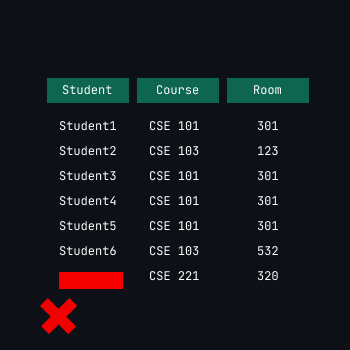 Student Course Room
Student1 CSE 101 301
Student2 CSE 103 123
Student3 CSE 101 301
Student4 CSE 101 301
Student5 CSE 101 301
Student6 CSE 103 532
CSE 221 320